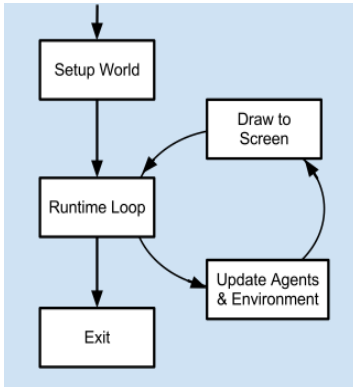 Setup World
Draw to
Screen
Runtime Loop
Update Agents
& Environment
Exit